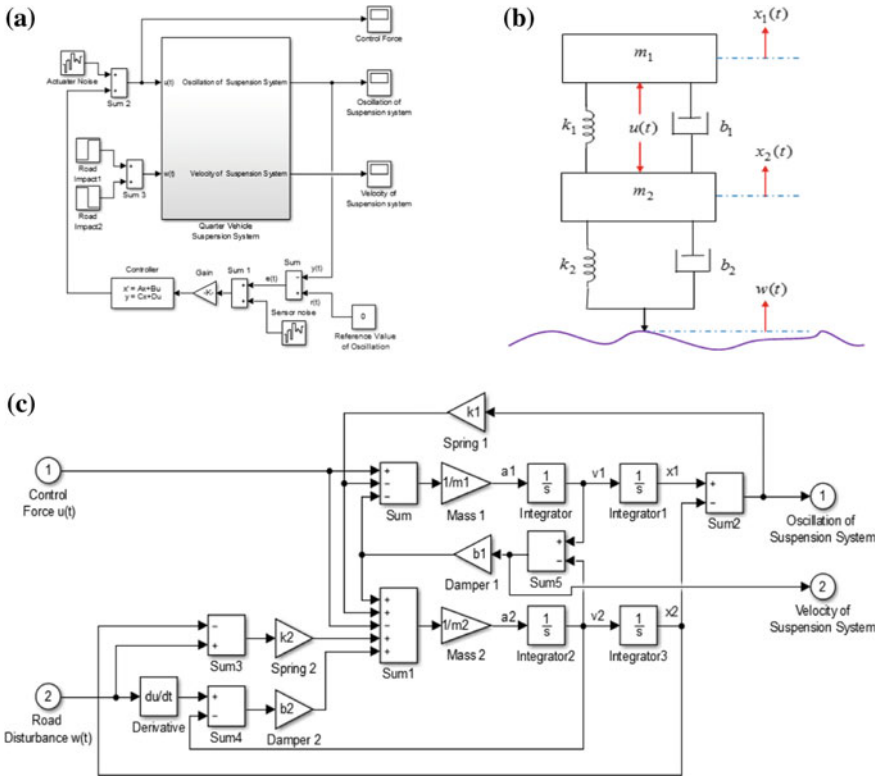 (a)
Control Force
Actuater Noise
Sum 2
u(t)
Oscillation of Suspension System
Oscillation of
Suspension system
Road
Impact1
Sum 3
w(t)
Velocity of Suspension System
Velocity of
Suspension system
Road
Impact2
Quarter Vehicle
Suspension System
Controller
x' = Ax+Bu
y = Cx+Du
Gain
Sum 1
e(t)
Sum
y(t)
r(t)
Sensor noise
0
Reference Value
of Oscillation
(b)
x1(t)
m1
k1
u(t)
b1
x2(t)
m2
k2
b2
w(t)
(c)
k1
Spring 1
1
Control
Force u(t)
Sum
1/m1
Mass 1
a1
1/s
Integrator
v1
1/s
Integrator1
x1
Sum2
1
Oscillation of
Suspension System
b1
Damper 1
Sum5
2
Velocity of
Suspension System
Sum3
k2
Spring 2
Sum1
1/m2
Mass 2
a2
1/s
Integrator2
v2
1/s
Integrator3
x2
2
Road
Disturbance w(t)
du/dt
Derivative
Sum4
b2
Damper 2